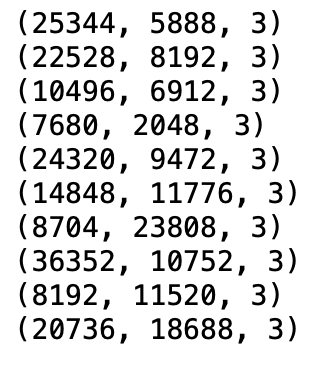 (25344, 5888, 3)
(22528, 8192, 3)
(10496, 6912, 3)
(7680, 2048, 3)
(24320, 9472, 3)
(14848, 11776, 3)
(8704, 23808, 3)
(36352, 10752, 3)
(8192, 11520, 3)
(20736, 18688, 3)